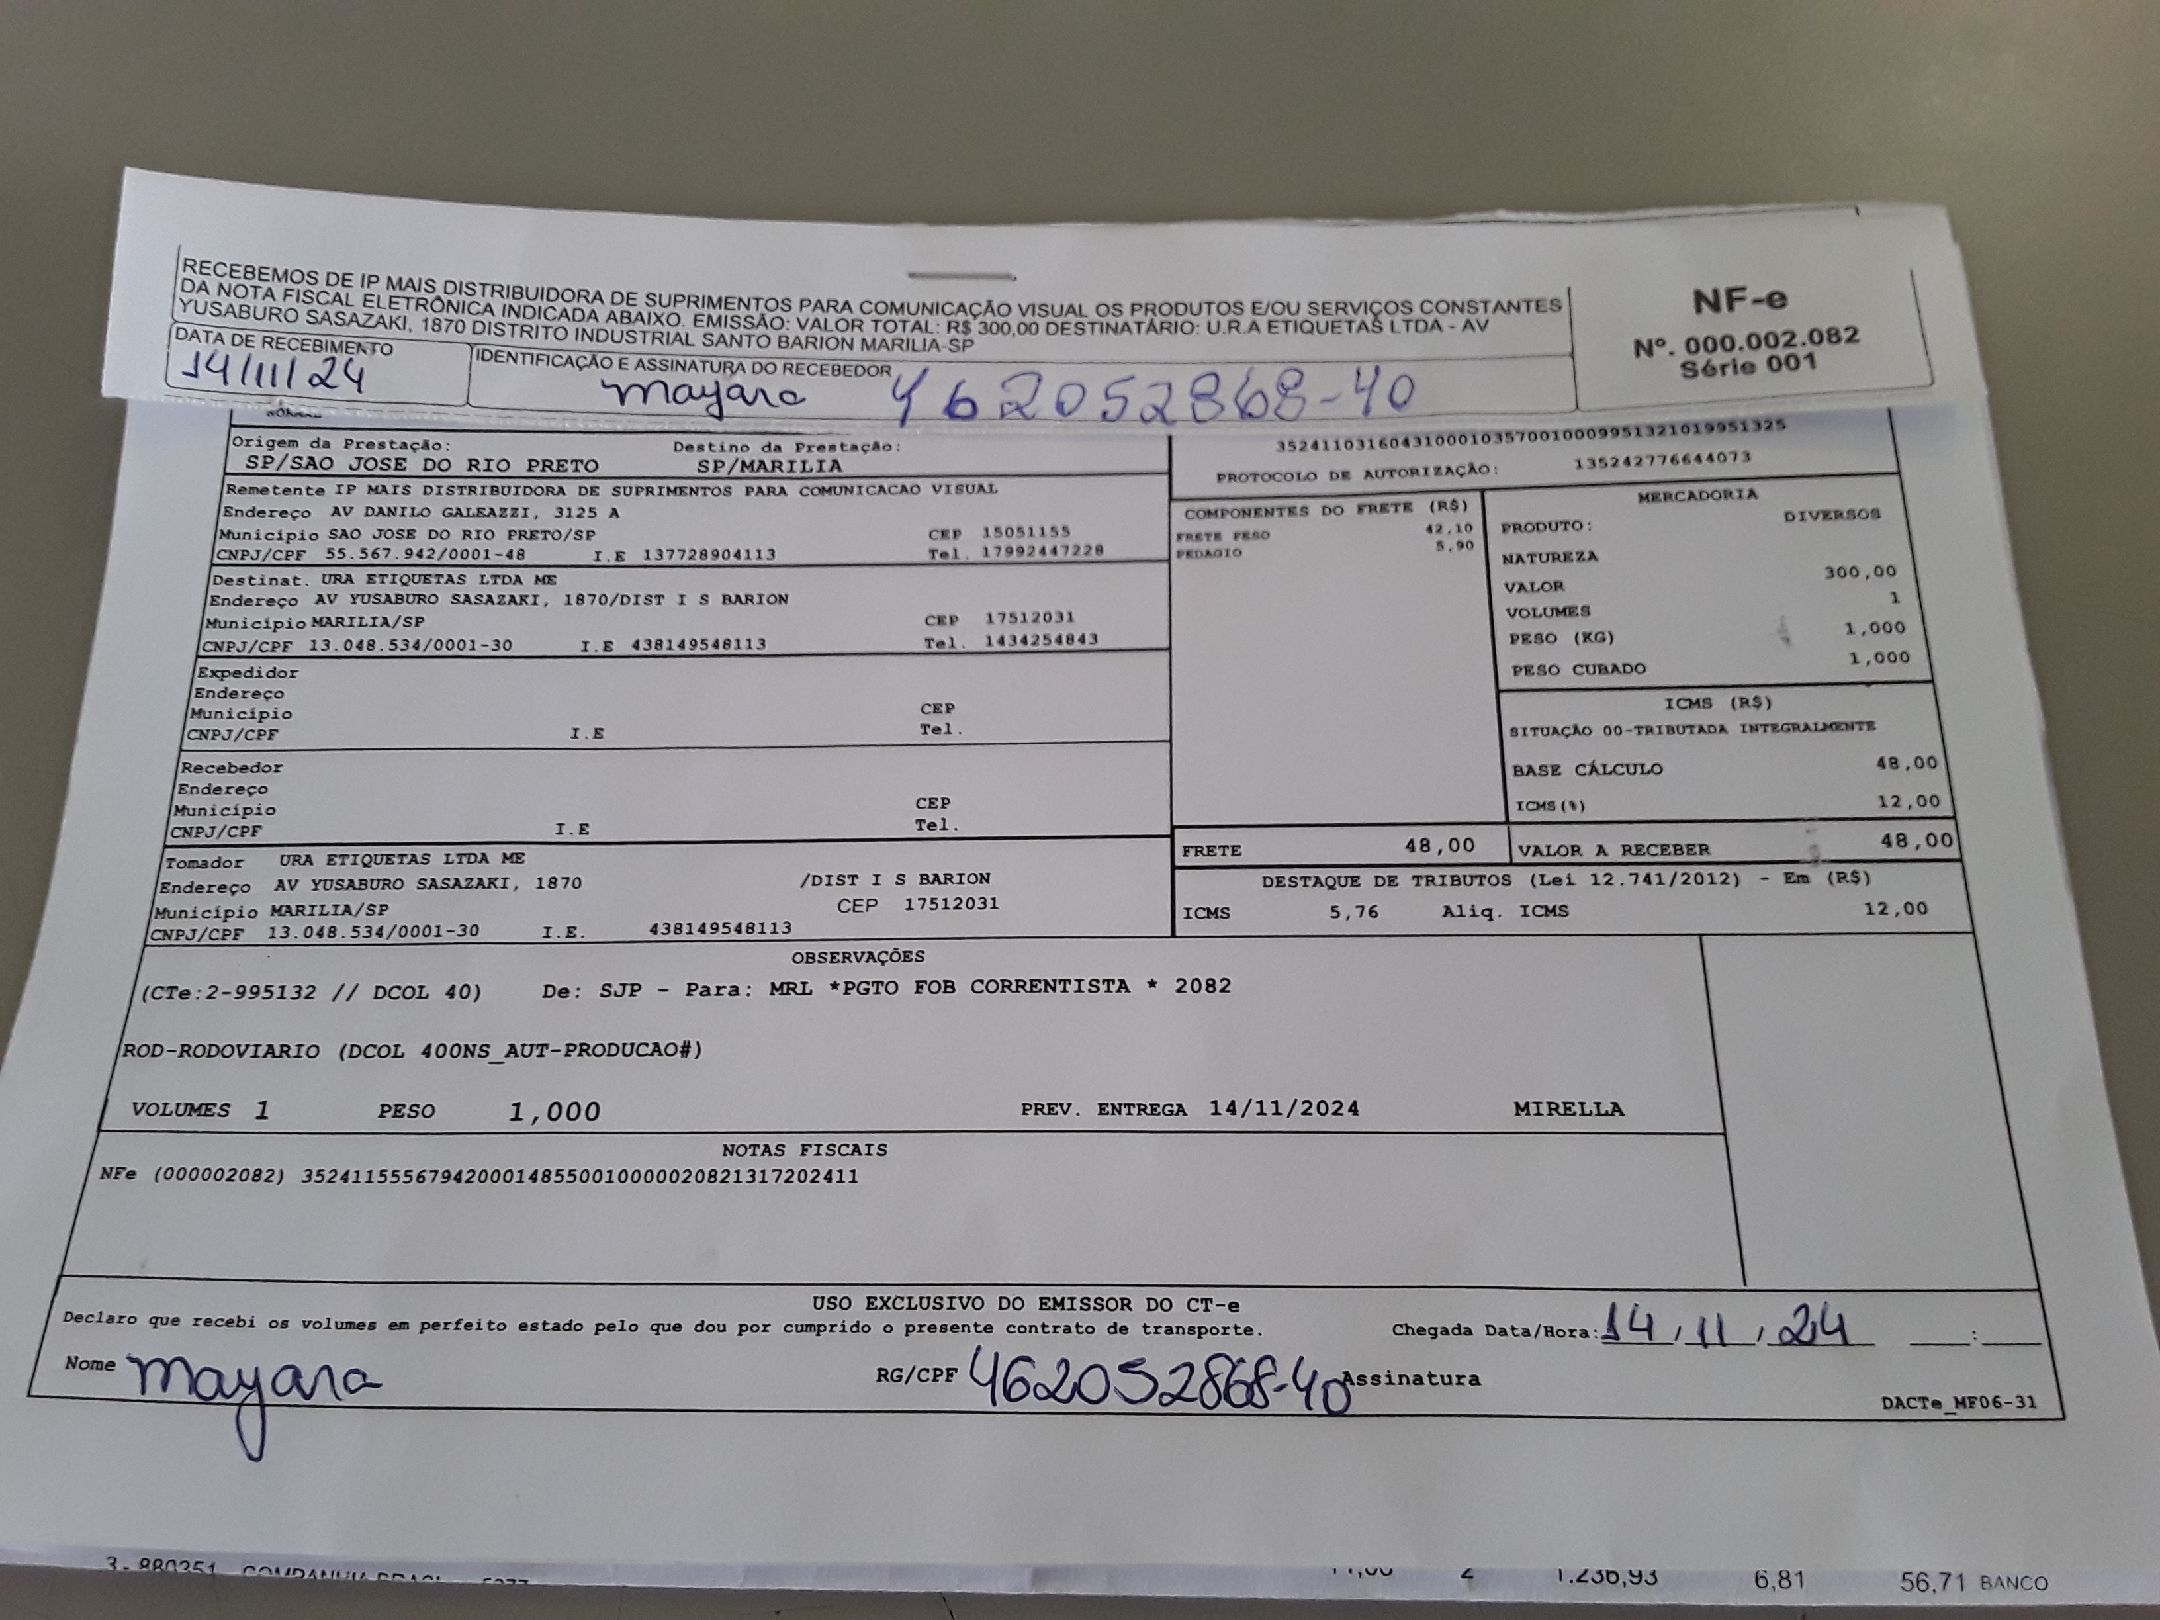 RECEBEMOS DE IP MAIS DISTRIBUIDORA DE SUPRIMENTOS PARA COMUNICAÇÃO VISUAL OS PRODUTOS E/OU SERVIÇOS CONSTANTES
DA NOTA FISCAL ELETRÔNICA INDICADA ABAIXO. EMISSÃO: VALOR TOTAL: R$ 300,00 DESTINATÁRIO: U.R.A ETIQUETAS LTDA - AV
YUSABURO SASAZAKI, 1870 DISTRITO INDUSTRIAL SANTO BARION MARILIA-SP
NF-e
Nº. 000.002.082
Série 001
DATA DE RECEBIMENTO
14/11/24
IDENTIFICAÇÃO E ASSINATURA DO RECEBEDOR
mayara 462052868-40
Origem da Prestação: Destino da Prestação:
SP/SAO JOSE DO RIO PRETO SP/MARILIA
35241103160431000103570010009951321019951325
PROTOCOLO DE AUTORIZAÇÃO: 135242776644073
Remetente IP MAIS DISTRIBUIDORA DE SUPRIMENTOS PARA COMUNICACAO VISUAL
Endereço AV DANILO GALEAZZI, 3125 A
Município SAO JOSE DO RIO PRETO/SP CEP 15051155
CNPJ/CPF 55.567.942/0001-48 I.E 137728904113 Tel. 17992447228
Destinat. URA ETIQUETAS LTDA ME
Endereço AV YUSABURO SASAZAKI, 1870/DIST I S BARION
Município MARILIA/SP CEP 17512031
CNPJ/CPF 13.048.534/0001-30 I.E 438149548113 Tel. 1434254843
Expedidor
Endereço
Município CEP
CNPJ/CPF I.E Tel.
Recebedor
Endereço
Município CEP
CNPJ/CPF I.E Tel.
Tomador URA ETIQUETAS LTDA ME
Endereço AV YUSABURO SASAZAKI, 1870 /DIST I S BARION
Município MARILIA/SP CEP 17512031
CNPJ/CPF 13.048.534/0001-30 I.E. 438149548113
COMPONENTES DO FRETE (R$)
FRETE PESO 42,10
PEDAGIO 5,90
MERCADORIA
PRODUTO: DIVERSOS
NATUREZA
VALOR 300,00
VOLUMES 1
PESO (KG) 1,000
PESO CUBADO 1,000
ICMS (R$)
SITUAÇÃO 00-TRIBUTADA INTEGRALMENTE
BASE CÁLCULO 48,00
ICMS(%) 12,00
FRETE 48,00 VALOR A RECEBER 48,00
DESTAQUE DE TRIBUTOS (Lei 12.741/2012) - Em (R$)
ICMS 5,76 Aliq. ICMS 12,00
OBSERVAÇÕES
(CTe:2-995132 // DCOL 40) De: SJP - Para: MRL *PGTO FOB CORRENTISTA * 2082
ROD-RODOVIARIO (DCOL 400NS_AUT-PRODUCAO#)
VOLUMES 1 PESO 1,000 PREV. ENTREGA 14/11/2024 MIRELLA
NOTAS FISCAIS
NFe (000002082) 35241155567942000148550010000020821317202411
USO EXCLUSIVO DO EMISSOR DO CT-e
Declaro que recebi os volumes em perfeito estado pelo que dou por cumprido o presente contrato de transporte. Chegada Data/Hora: 14/11/24 __:__
Nome mayara RG/CPF 462052868-40 Assinatura
DACTe_MF06-31
2 1.236,93 6,81 56,71 BANCO